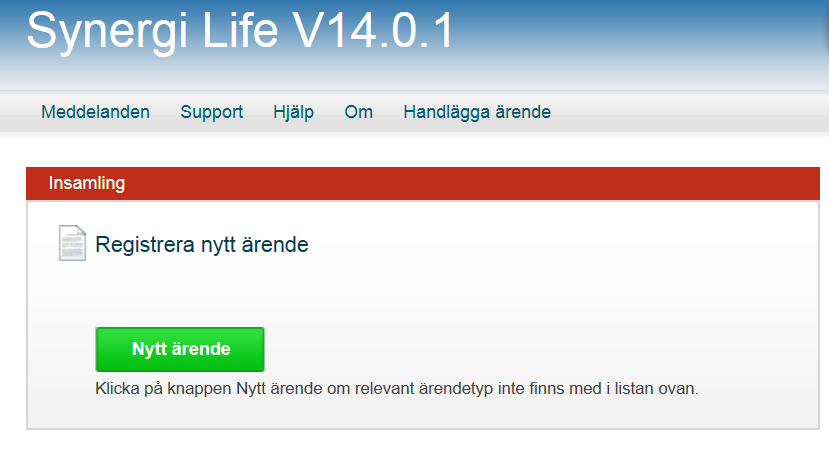 Synergi Life V14.0.1
Meddelanden Support Hjälp Om Handlägga ärende
Insamling
Registrera nytt ärende
Nytt ärende
Klicka på knappen Nytt ärende om relevant ärendetyp inte finns med i listan ovan.